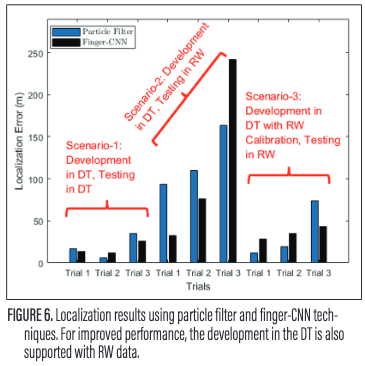 Particle Filter
Finger-CNN
250
200
150
100
50
0
Localization Error (m)
Scenario-1:
Development
in DT, Testing
in DT
Scenario-2: Development
in DT, Testing in RW
Scenario-3:
Development in
DT with RW
Calibration, Testing
in RW
Trial 1 Trial 2 Trial 3 Trial 1 Trial 2 Trial 3 Trial 1 Trial 2 Trial 3
Trials
FIGURE 6. Localization results using particle filter and finger-CNN tech-
niques. For improved performance, the development in the DT is also
supported with RW data.